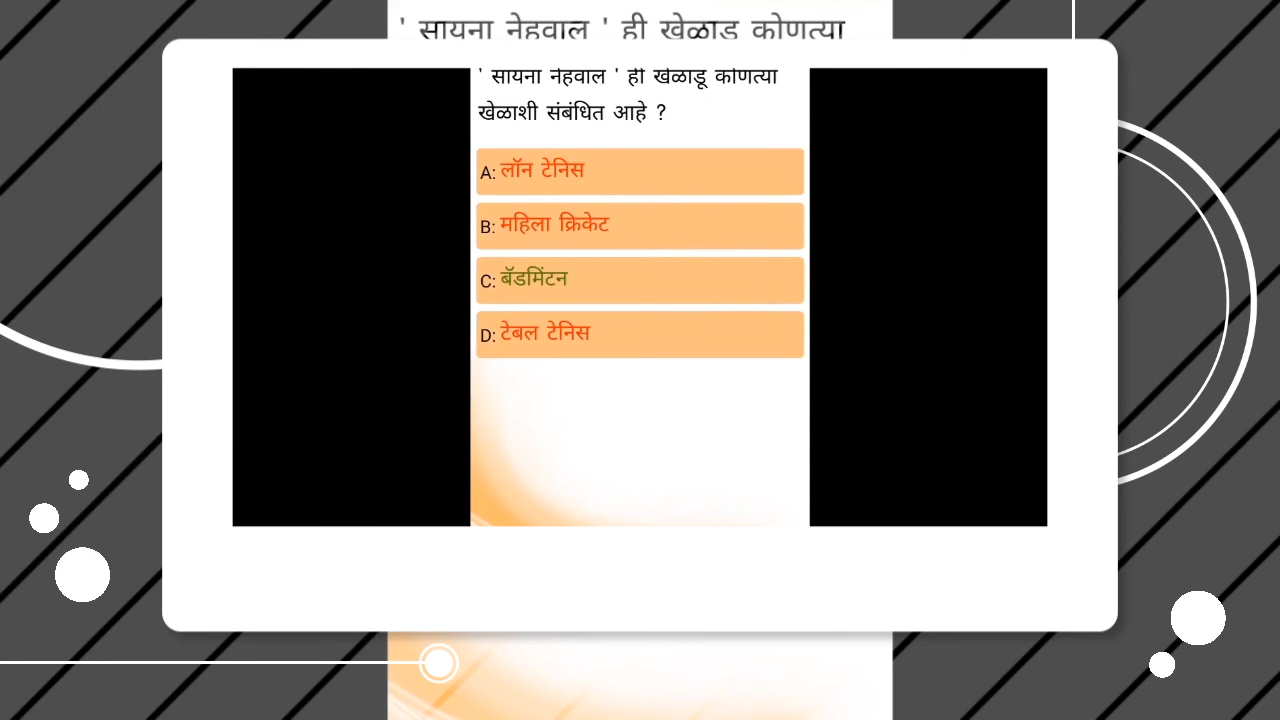 ' सायना नेहवाल ' ही खेळाडू कोणत्या
' सायना नेहवाल ' ही खेळाडू कोणत्या
खेळाशी संबंधित आहे ?
A: लॉन टेनिस
B: महिला क्रिकेट
C: बॅडमिंटन
D: टेबल टेनिस